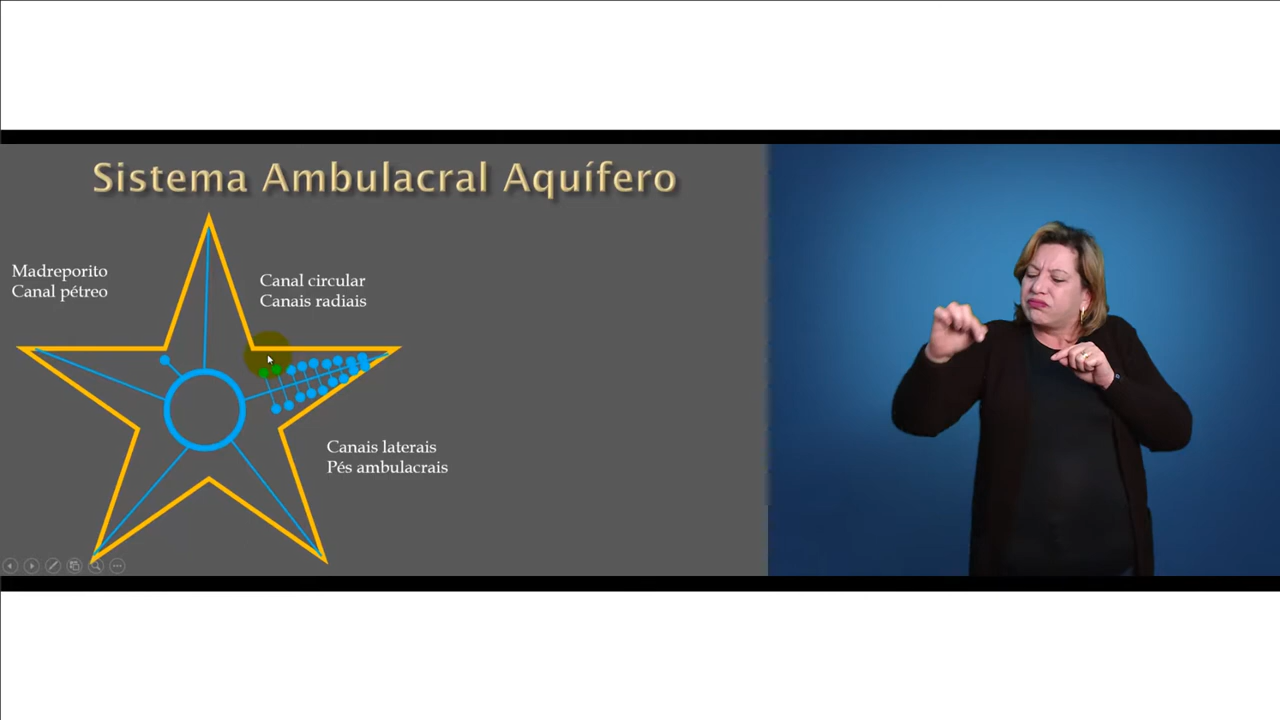 Sistema Ambulacral Aquífero
Madreporito
Canal pétreo
Canal circular
Canais radiais
Canais laterais
Pés ambulacrais